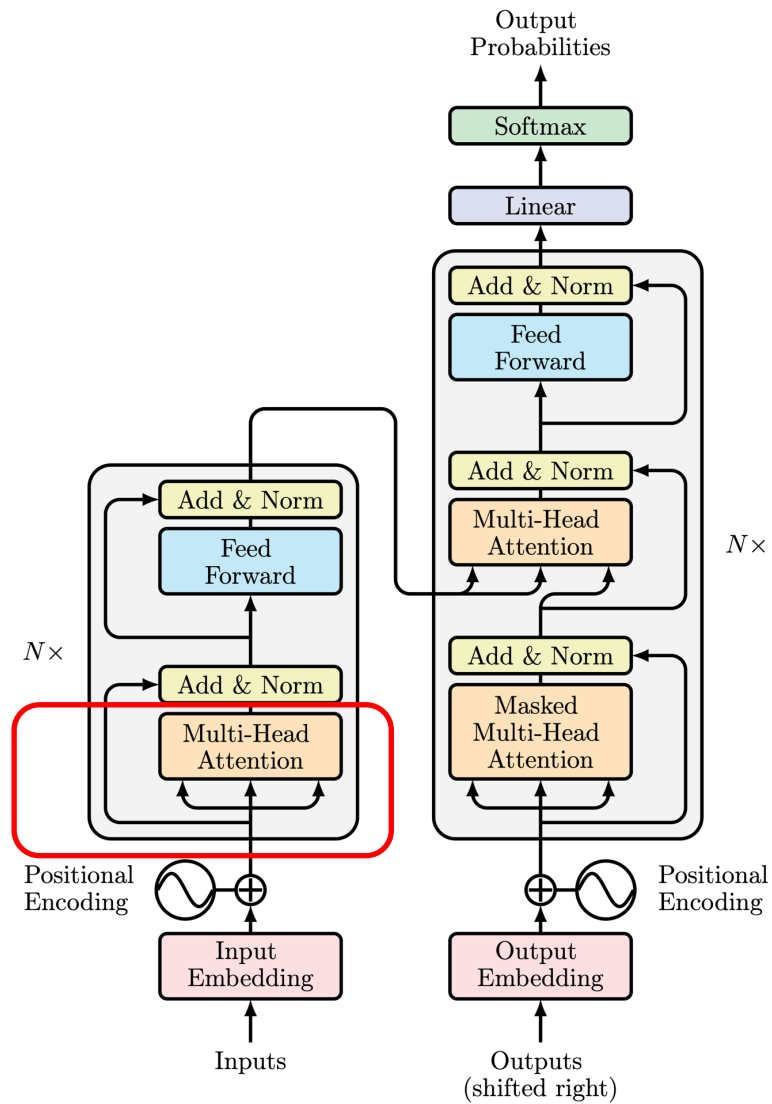 Output
Probabilities
Softmax
Linear
Add & Norm
Feed
Forward
Add & Norm
Multi-Head
Attention
N×
Add & Norm
Masked
Multi-Head
Attention
Add & Norm
Feed
Forward
N×
Add & Norm
Multi-Head
Attention
Positional
Encoding
Positional
Encoding
Input
Embedding
Output
Embedding
Inputs
Outputs
(shifted right)